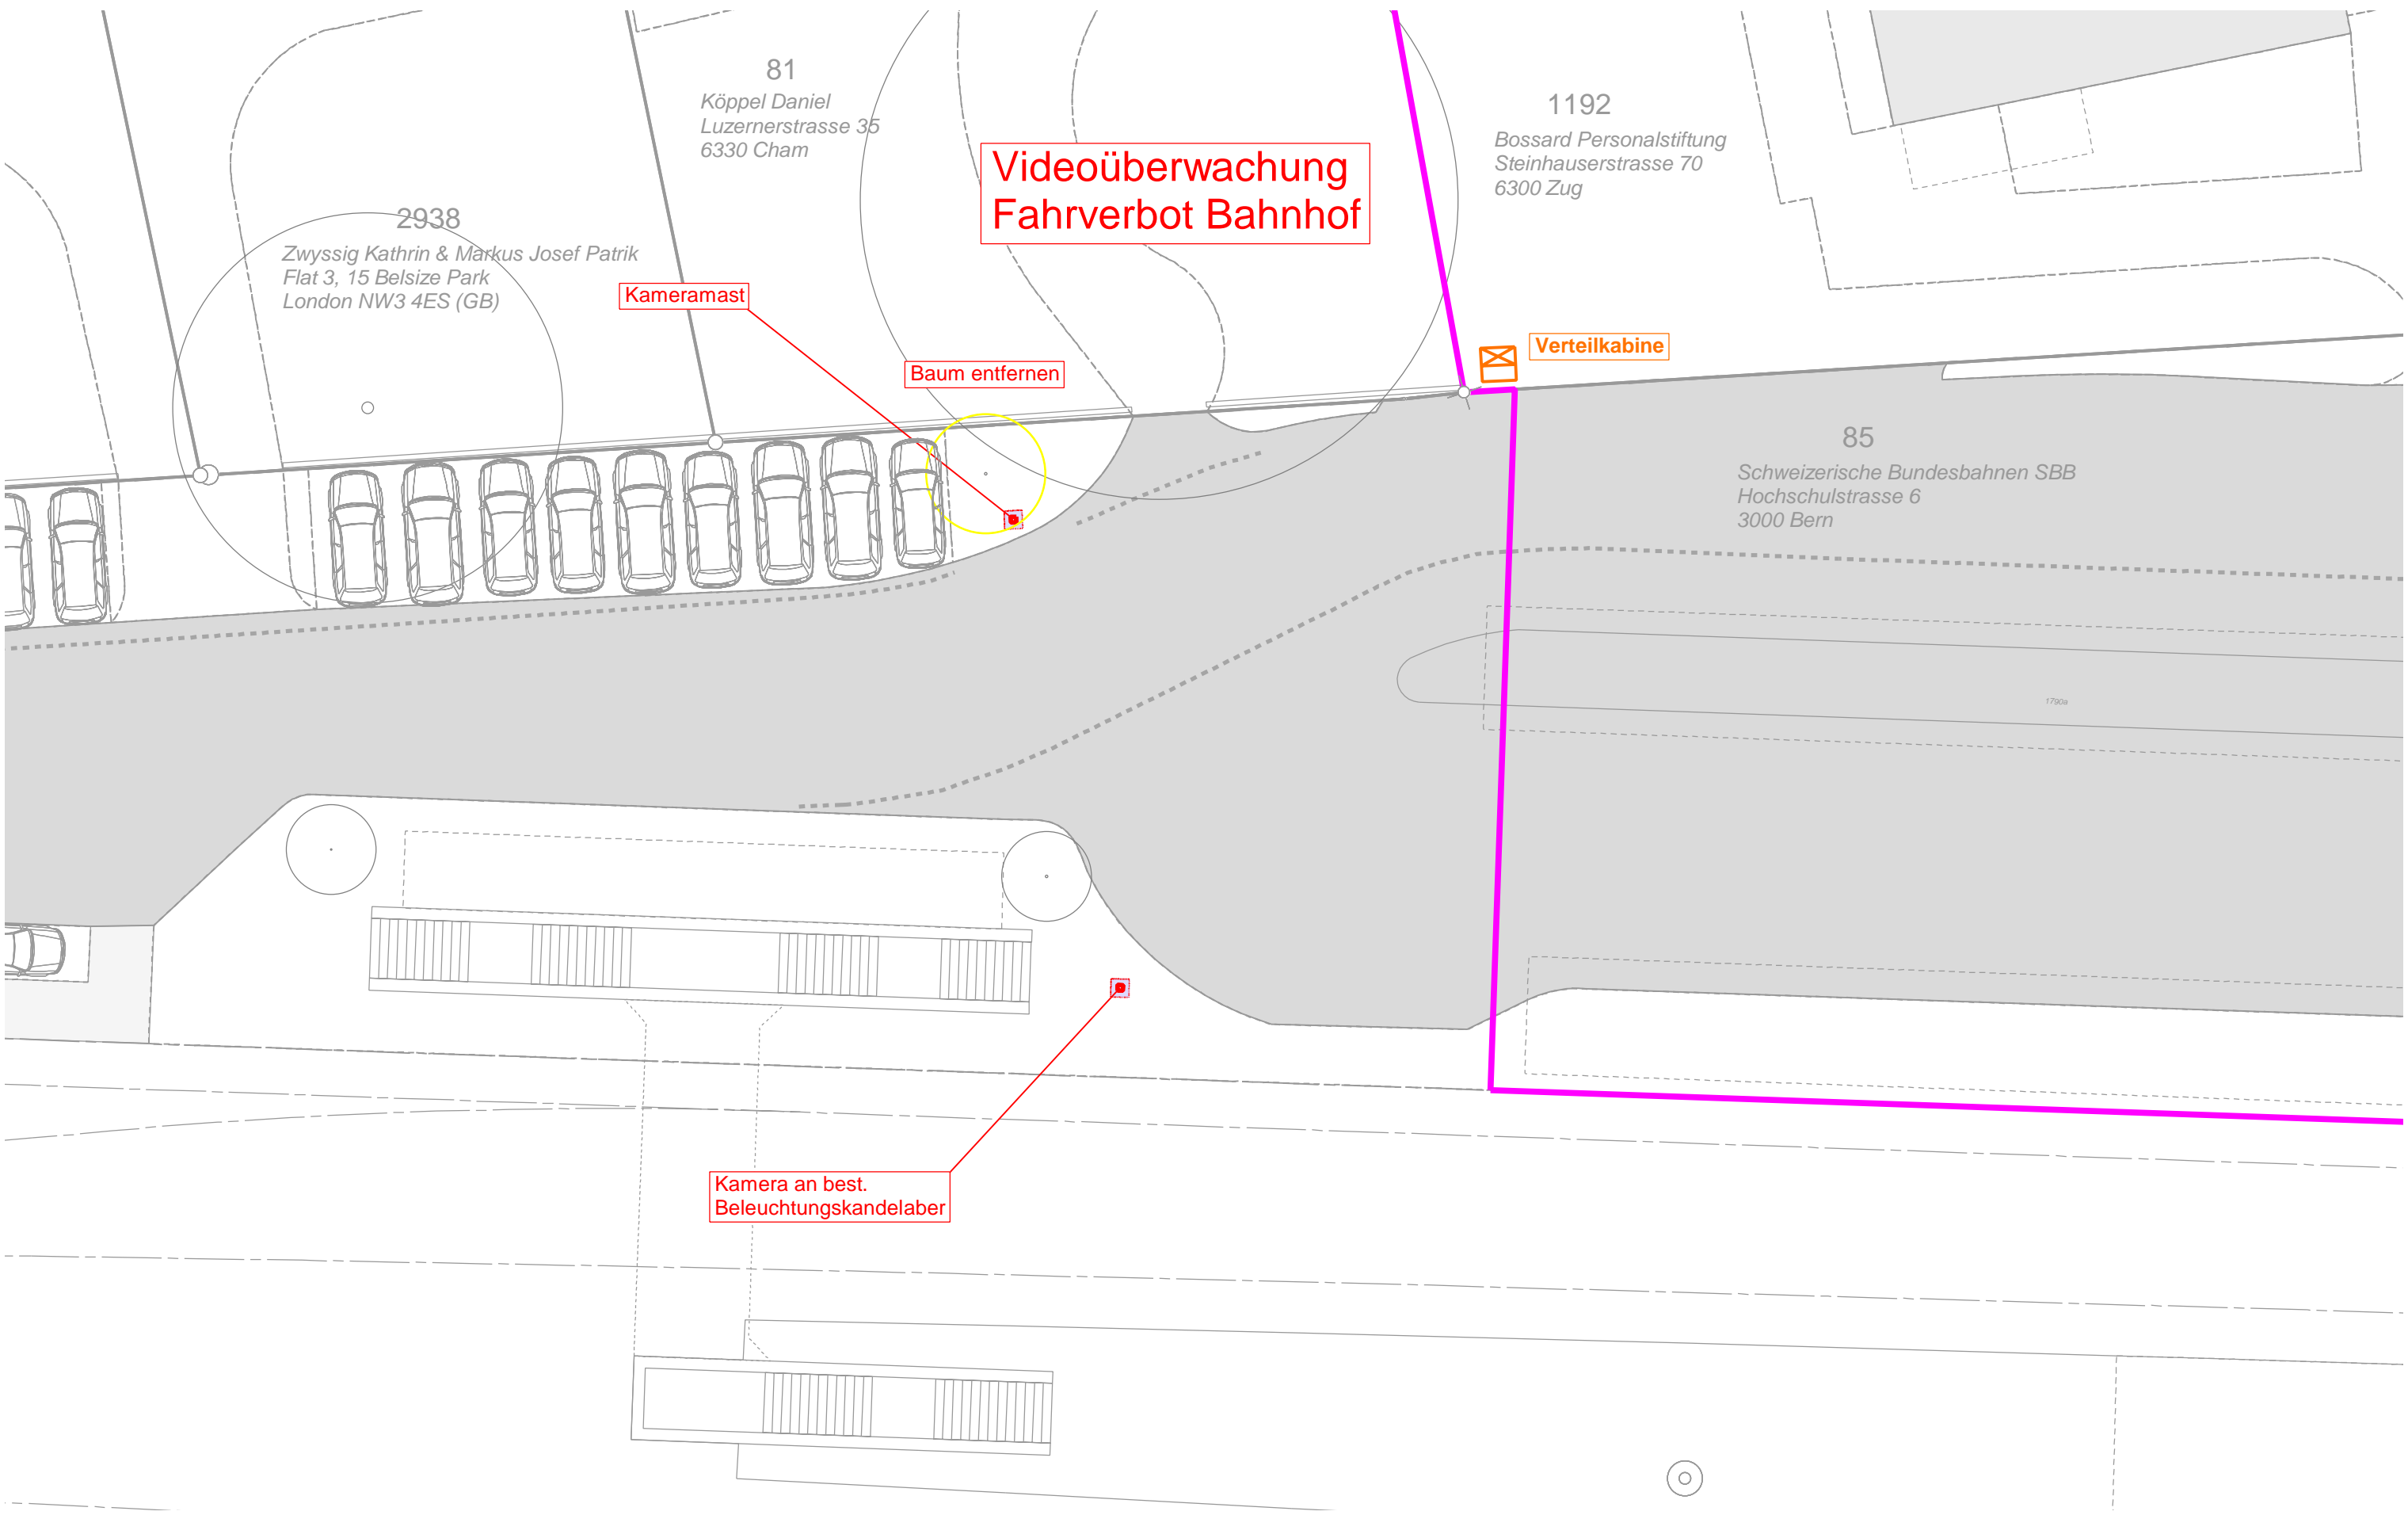 81
Köppel Daniel
Luzernerstrasse 35
6330 Cham
1192
Bossard Personalstiftung
Steinhauserstrasse 70
6300 Zug
Videoüberwachung
Fahrverbot Bahnhof
2938
Zwyssig Kathrin & Markus Josef Patrik
Flat 3, 15 Belsize Park
London NW3 4ES (GB)
Kameramast
Verteilkabine
Baum entfernen
85
Schweizerische Bundesbahnen SBB
Hochschulstrasse 6
3000 Bern
1790a
Kamera an best.
Beleuchtungskandelaber